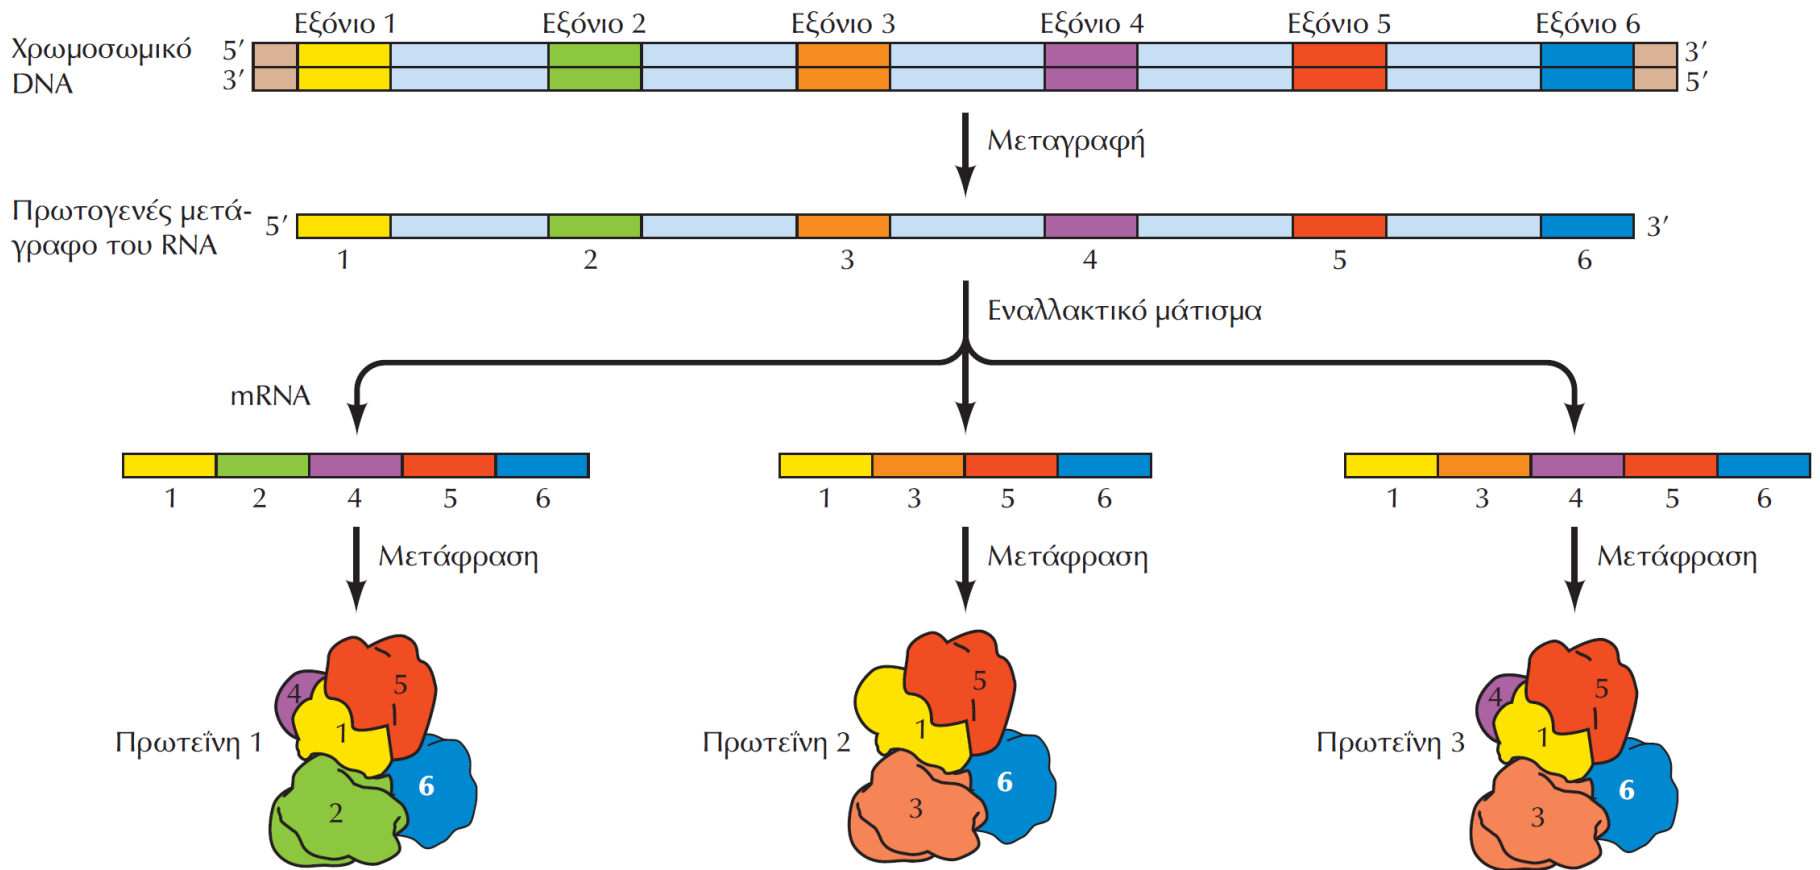 Εξόνιο 1 Εξόνιο 2 Εξόνιο 3 Εξόνιο 4 Εξόνιο 5 Εξόνιο 6
Χρωμοσωμικό 5′ 3′
DNA 3′ 5′
Μεταγραφή
Πρωτογενές μετά-
γραφο του RNA 5′ 3′
1 2 3 4 5 6
Εναλλακτικό μάτισμα
mRNA
1 2 4 5 6 1 3 5 6 1 3 4 5 6
Μετάφραση Μετάφραση Μετάφραση
4 5 1 6 2
Πρωτεΐνη 1
5 1 6 3
Πρωτεΐνη 2
4 5 1 6 3
Πρωτεΐνη 3